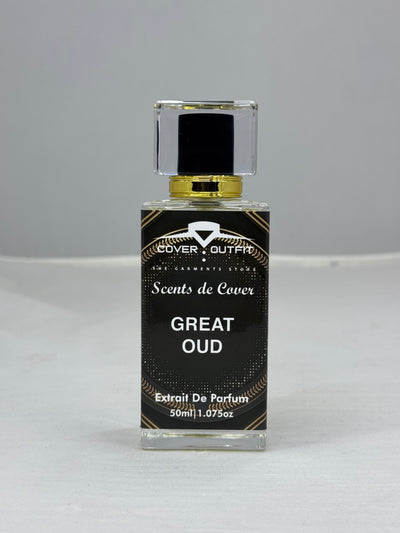 COVER OUTFIT
THE GARMENTS STORE
Scents de Cover
GREAT
OUD
Extrait De Parfum
50ml|1.075oz